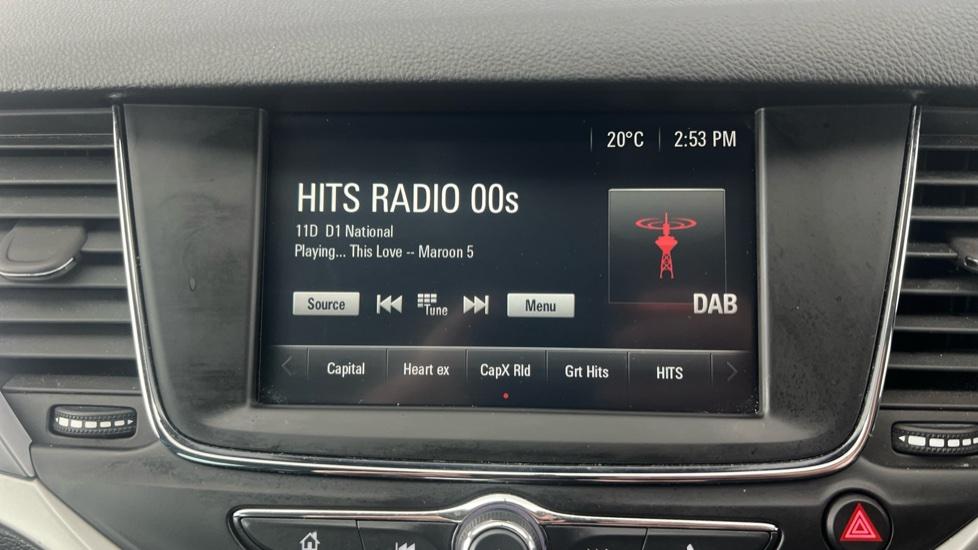 20°C 2:53 PM
HITS RADIO 00s
11D D1 National
Playing... This Love -- Maroon 5
Source Tune Menu
DAB
Capital Heart ex CapX Rld Grt Hits HITS